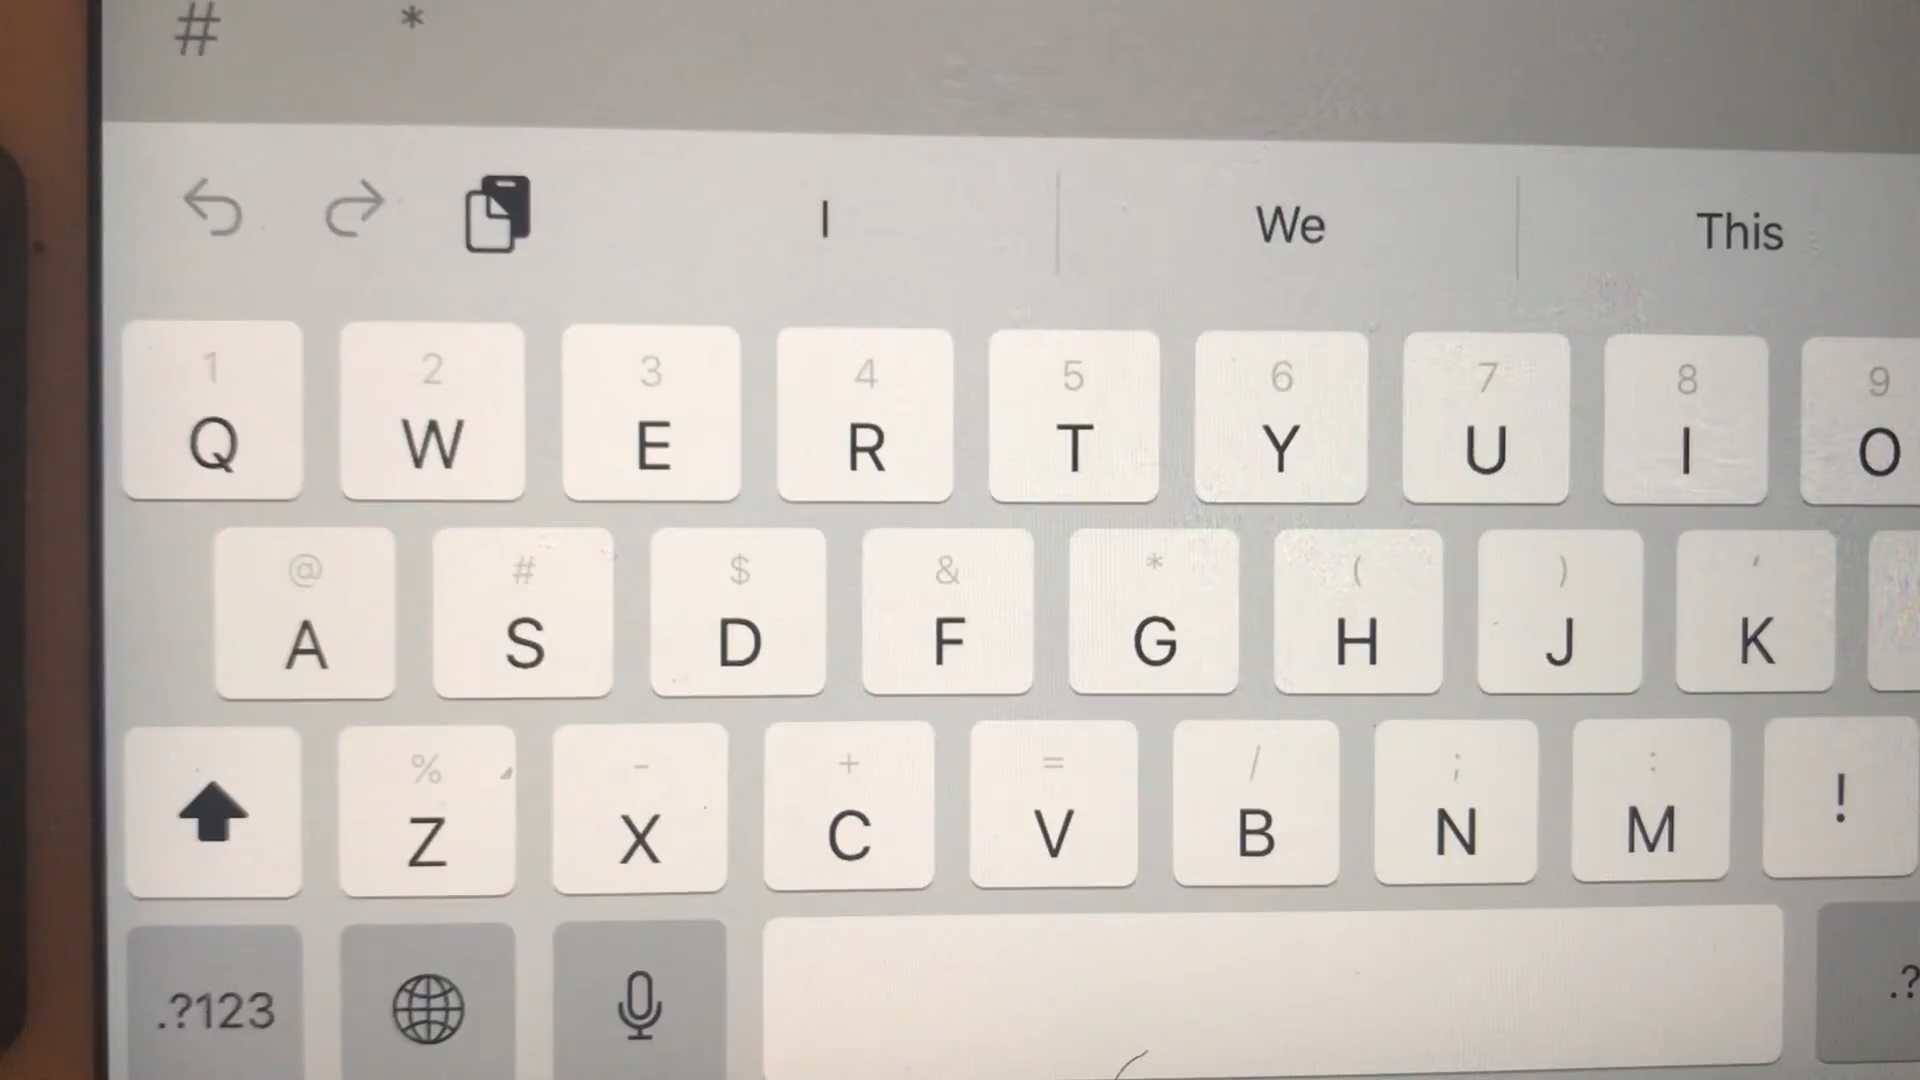 # *
I We This
1 2 3 4 5 6 7 8 9
Q W E R T Y U I O
@ # $ & * ( ) '
A S D F G H J K
% - + = / ; :
Z X C V B N M !
.?123 .?